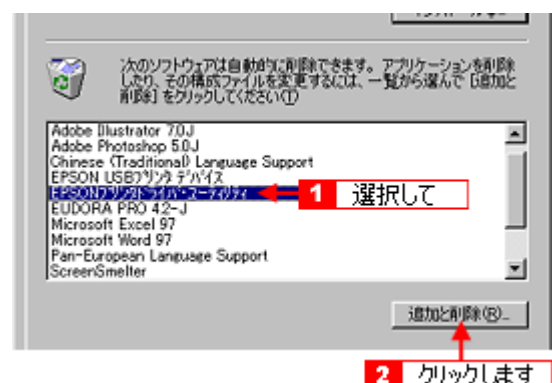 次のソフトウェアは自動的に削除できます。アプリケーションを削除
したり、その構成ファイルを変更するには、一覧から選んで [追加と
削除] をクリックしてください(T)
Adobe Illustrator 7.0J
Adobe Photoshop 5.0J
Chinese (Traditional) Language Support
EPSON USBプリンタ デバイス
EPSONプリンタドライバ・ユーティリティ
1 選択して
EUDORA PRO 4.2-J
Microsoft Excel 97
Microsoft Word 97
Pan-European Language Support
ScreenSmelter
追加と削除(R)...
2 クリックします